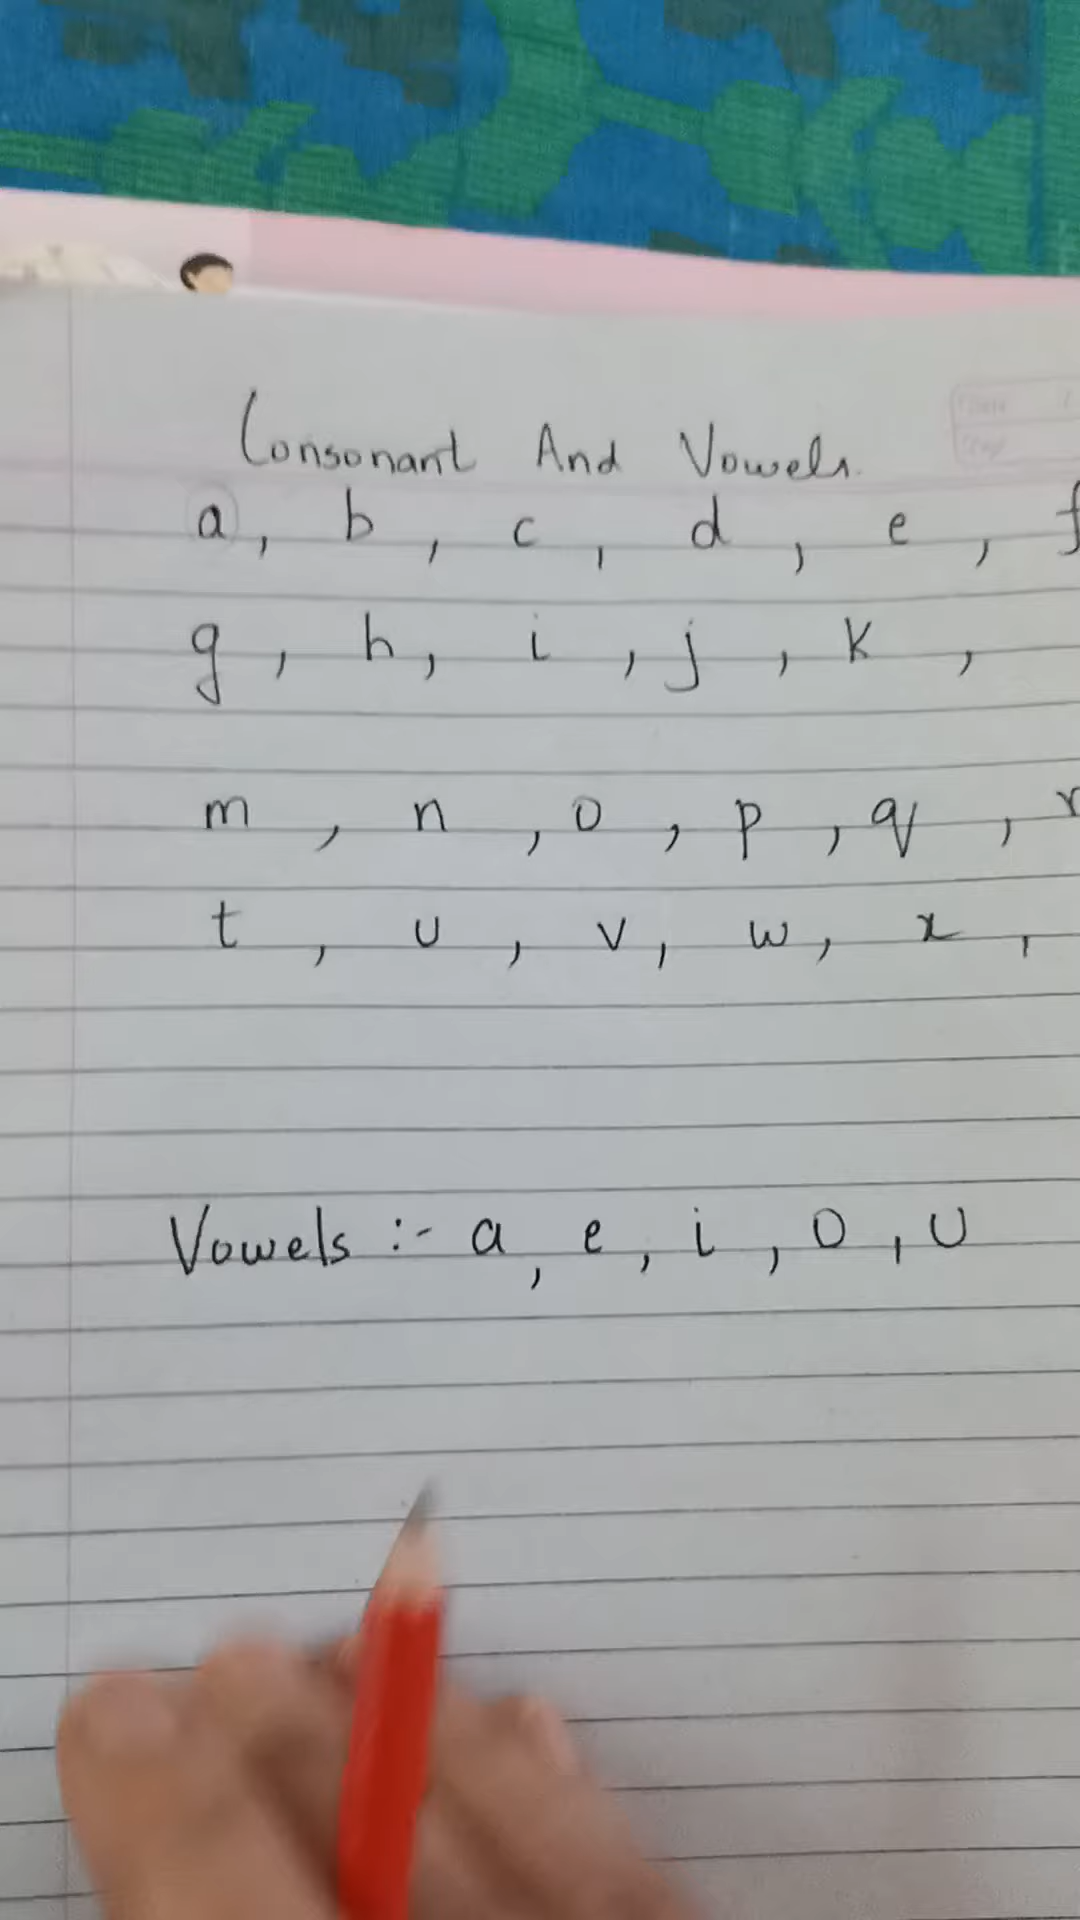 Consonant And Vowels.
a, b, c, d, e, f
g, h, i, j, k,
m, n, o, p, q, r
t, u, v, w, x,
Vowels :- a, e, i, o, u